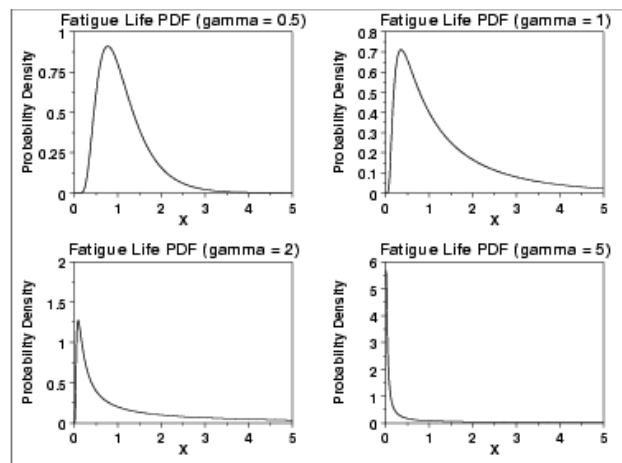 Fatigue Life PDF (gamma = 0.5)
Probability Density
1
0.75
0.5
0.25
0
0 1 2 3 4 5
X
Fatigue Life PDF (gamma = 1)
Probability Density
0.8
0.7
0.6
0.5
0.4
0.3
0.2
0.1
0
0 1 2 3 4 5
X
Fatigue Life PDF (gamma = 2)
Probability Density
2
1.5
1
0.5
0
0 1 2 3 4 5
X
Fatigue Life PDF (gamma = 5)
Probability Density
6
5
4
3
2
1
0
0 1 2 3 4 5
X